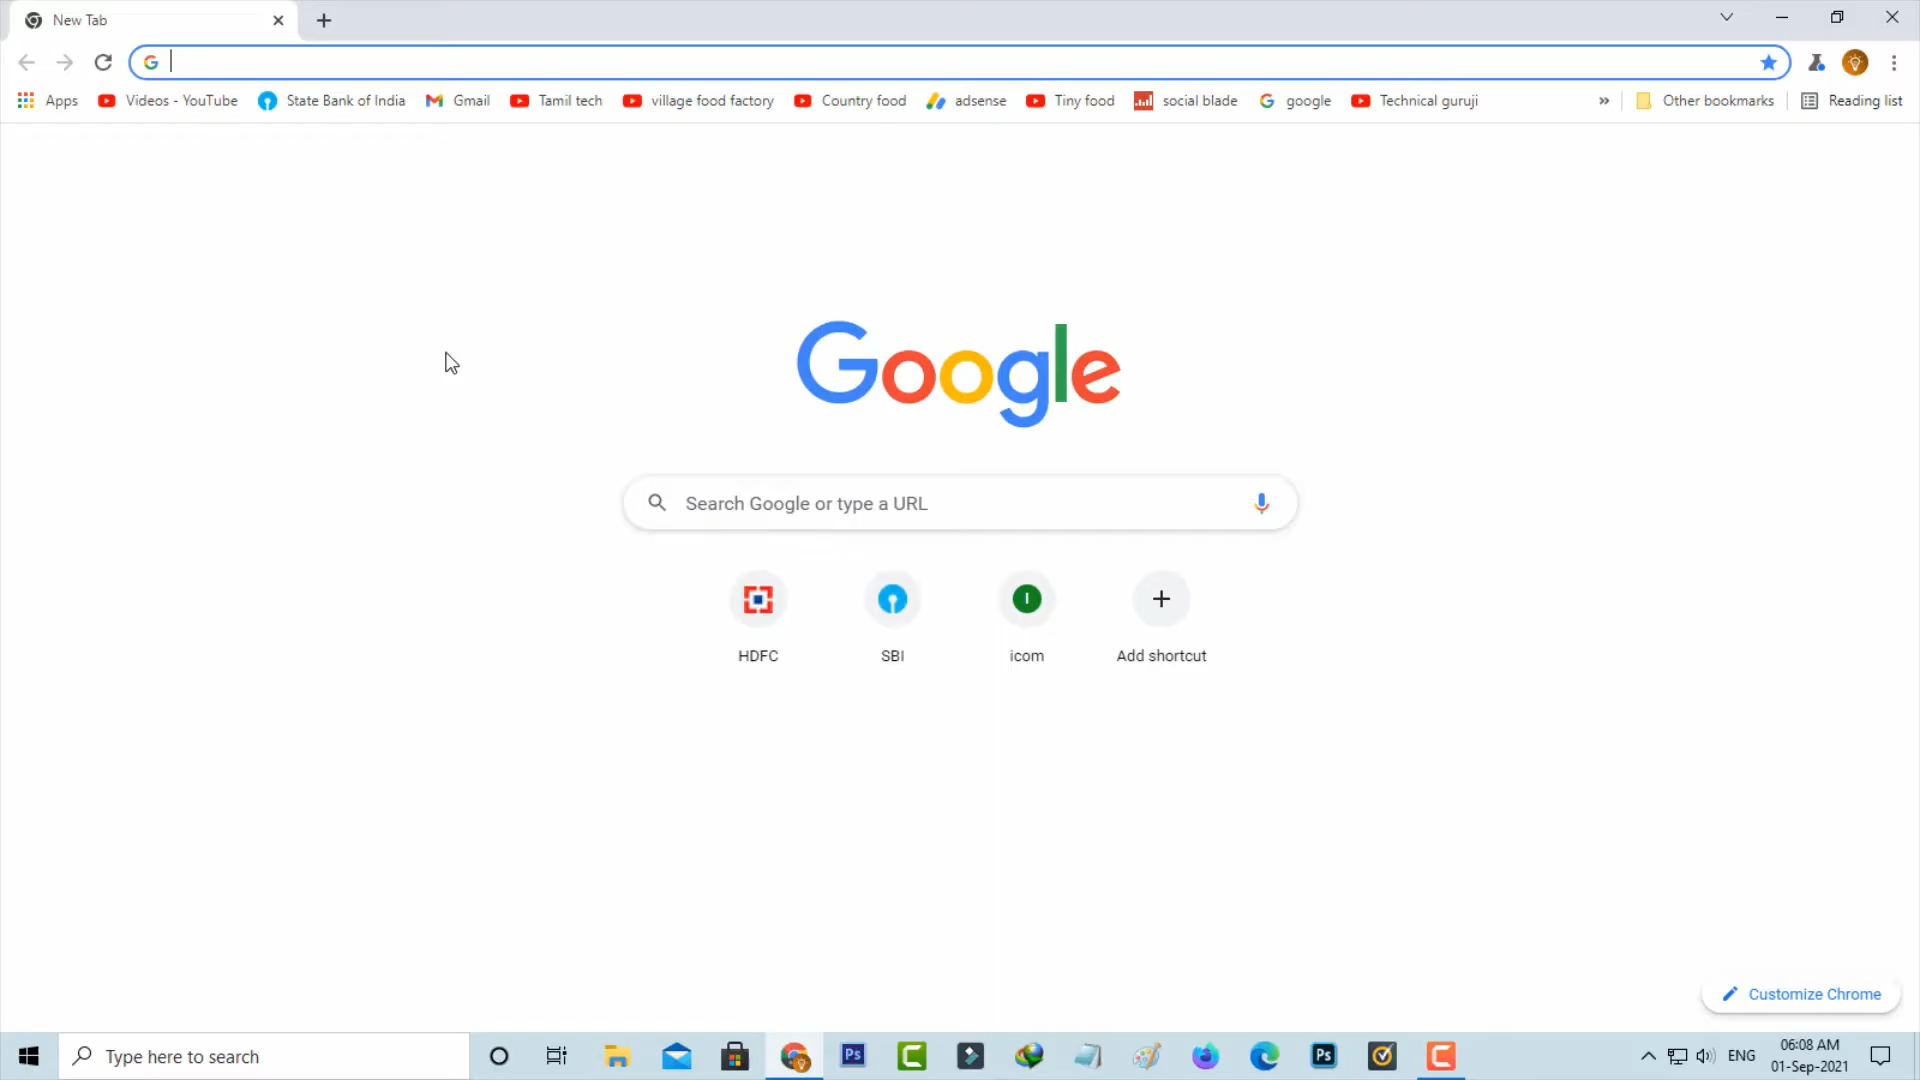 New Tab
Apps Videos - YouTube State Bank of India Gmail Tamil tech village food factory Country food adsense Tiny food social blade google Technical guruji » Other bookmarks Reading list
Google
Search Google or type a URL
HDFC SBI icom Add shortcut
Customize Chrome
Type here to search Ps Ps ENG 06:08 AM
01-Sep-2021